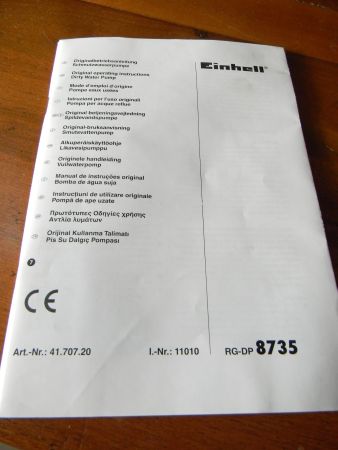 Einhell®
Originalbetriebsanleitung
Schmutzwasserpumpe
Original operating instructions
Dirty Water Pump
Mode d'emploi d'origine
Pompe eaux usées
Istruzioni per l'uso originali
Pompa per acque reflue
Original betjeningsvejledning
Spildevandspumpe
Original-bruksanvisning
Smutsvattenpump
Alkuperäiskäyttöohje
Likavesipumppu
Originele handleiding
Vuilwaterpomp
Manual de instruções original
Bomba de água suja
Instrucțiuni de utilizare originale
Pompă de ape uzate
Πρωτότυπες Οδηγίες χρήσης
Αντλία λυμάτων
Orijinal Kullanma Talimatı
Pis Su Dalgıç Pompası
7
CE
Art.-Nr.: 41.707.20 I.-Nr.: 11010 RG-DP 8735